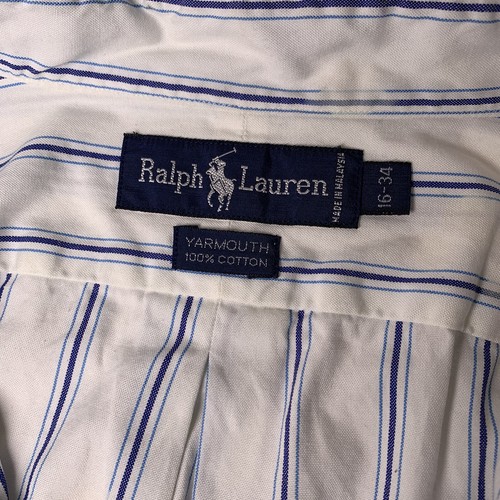 Ralph Lauren
MADE IN MALAYSIA
16-34
YARMOUTH
100% COTTON